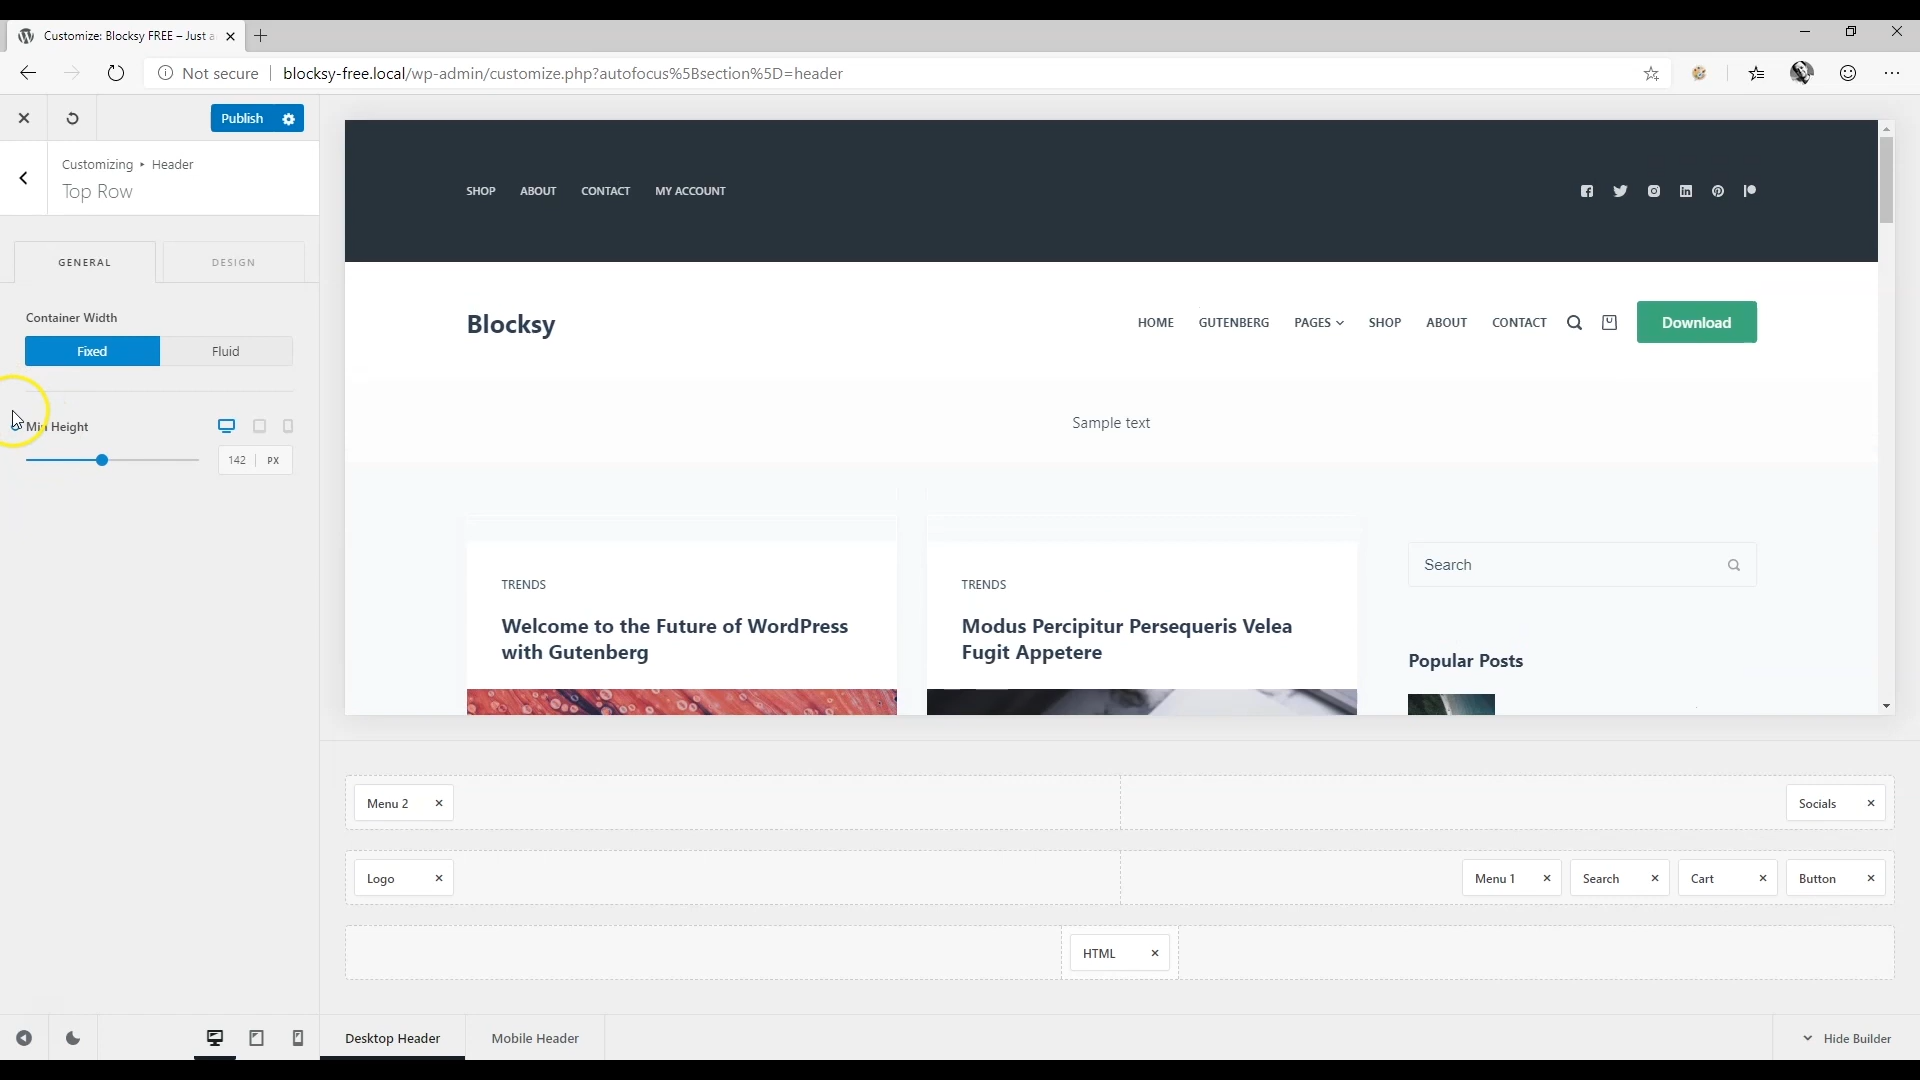 Customize: Blocksy FREE – Just a
Not secure
blocksy-free.local/wp-admin/customize.php?autofocus%5Bsection%5D=header
Publish
Customizing ▸ Header
Top Row
GENERAL
DESIGN
Container Width
Fixed
Fluid
Min Height
142 PX
SHOP ABOUT CONTACT MY ACCOUNT
Blocksy
HOME GUTENBERG PAGES SHOP ABOUT CONTACT
Download
Sample text
TRENDS
Welcome to the Future of WordPress
with Gutenberg
TRENDS
Modus Percipitur Persequeris Velea
Fugit Appetere
Search
Popular Posts
Menu 2 ×
Socials ×
Logo ×
Menu 1 ×
Search ×
Cart ×
Button ×
HTML ×
Desktop Header
Mobile Header
Hide Builder